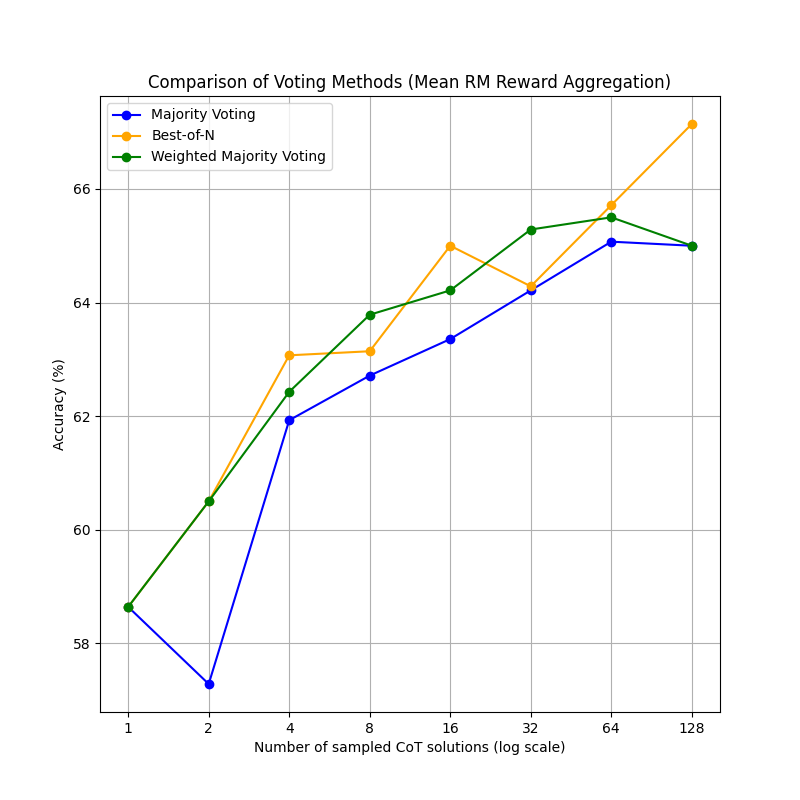 Comparison of Voting Methods (Mean RM Reward Aggregation)
Majority Voting
Best-of-N
Weighted Majority Voting
Accuracy (%)
66
64
62
60
58
1 2 4 8 16 32 64 128
Number of sampled CoT solutions (log scale)